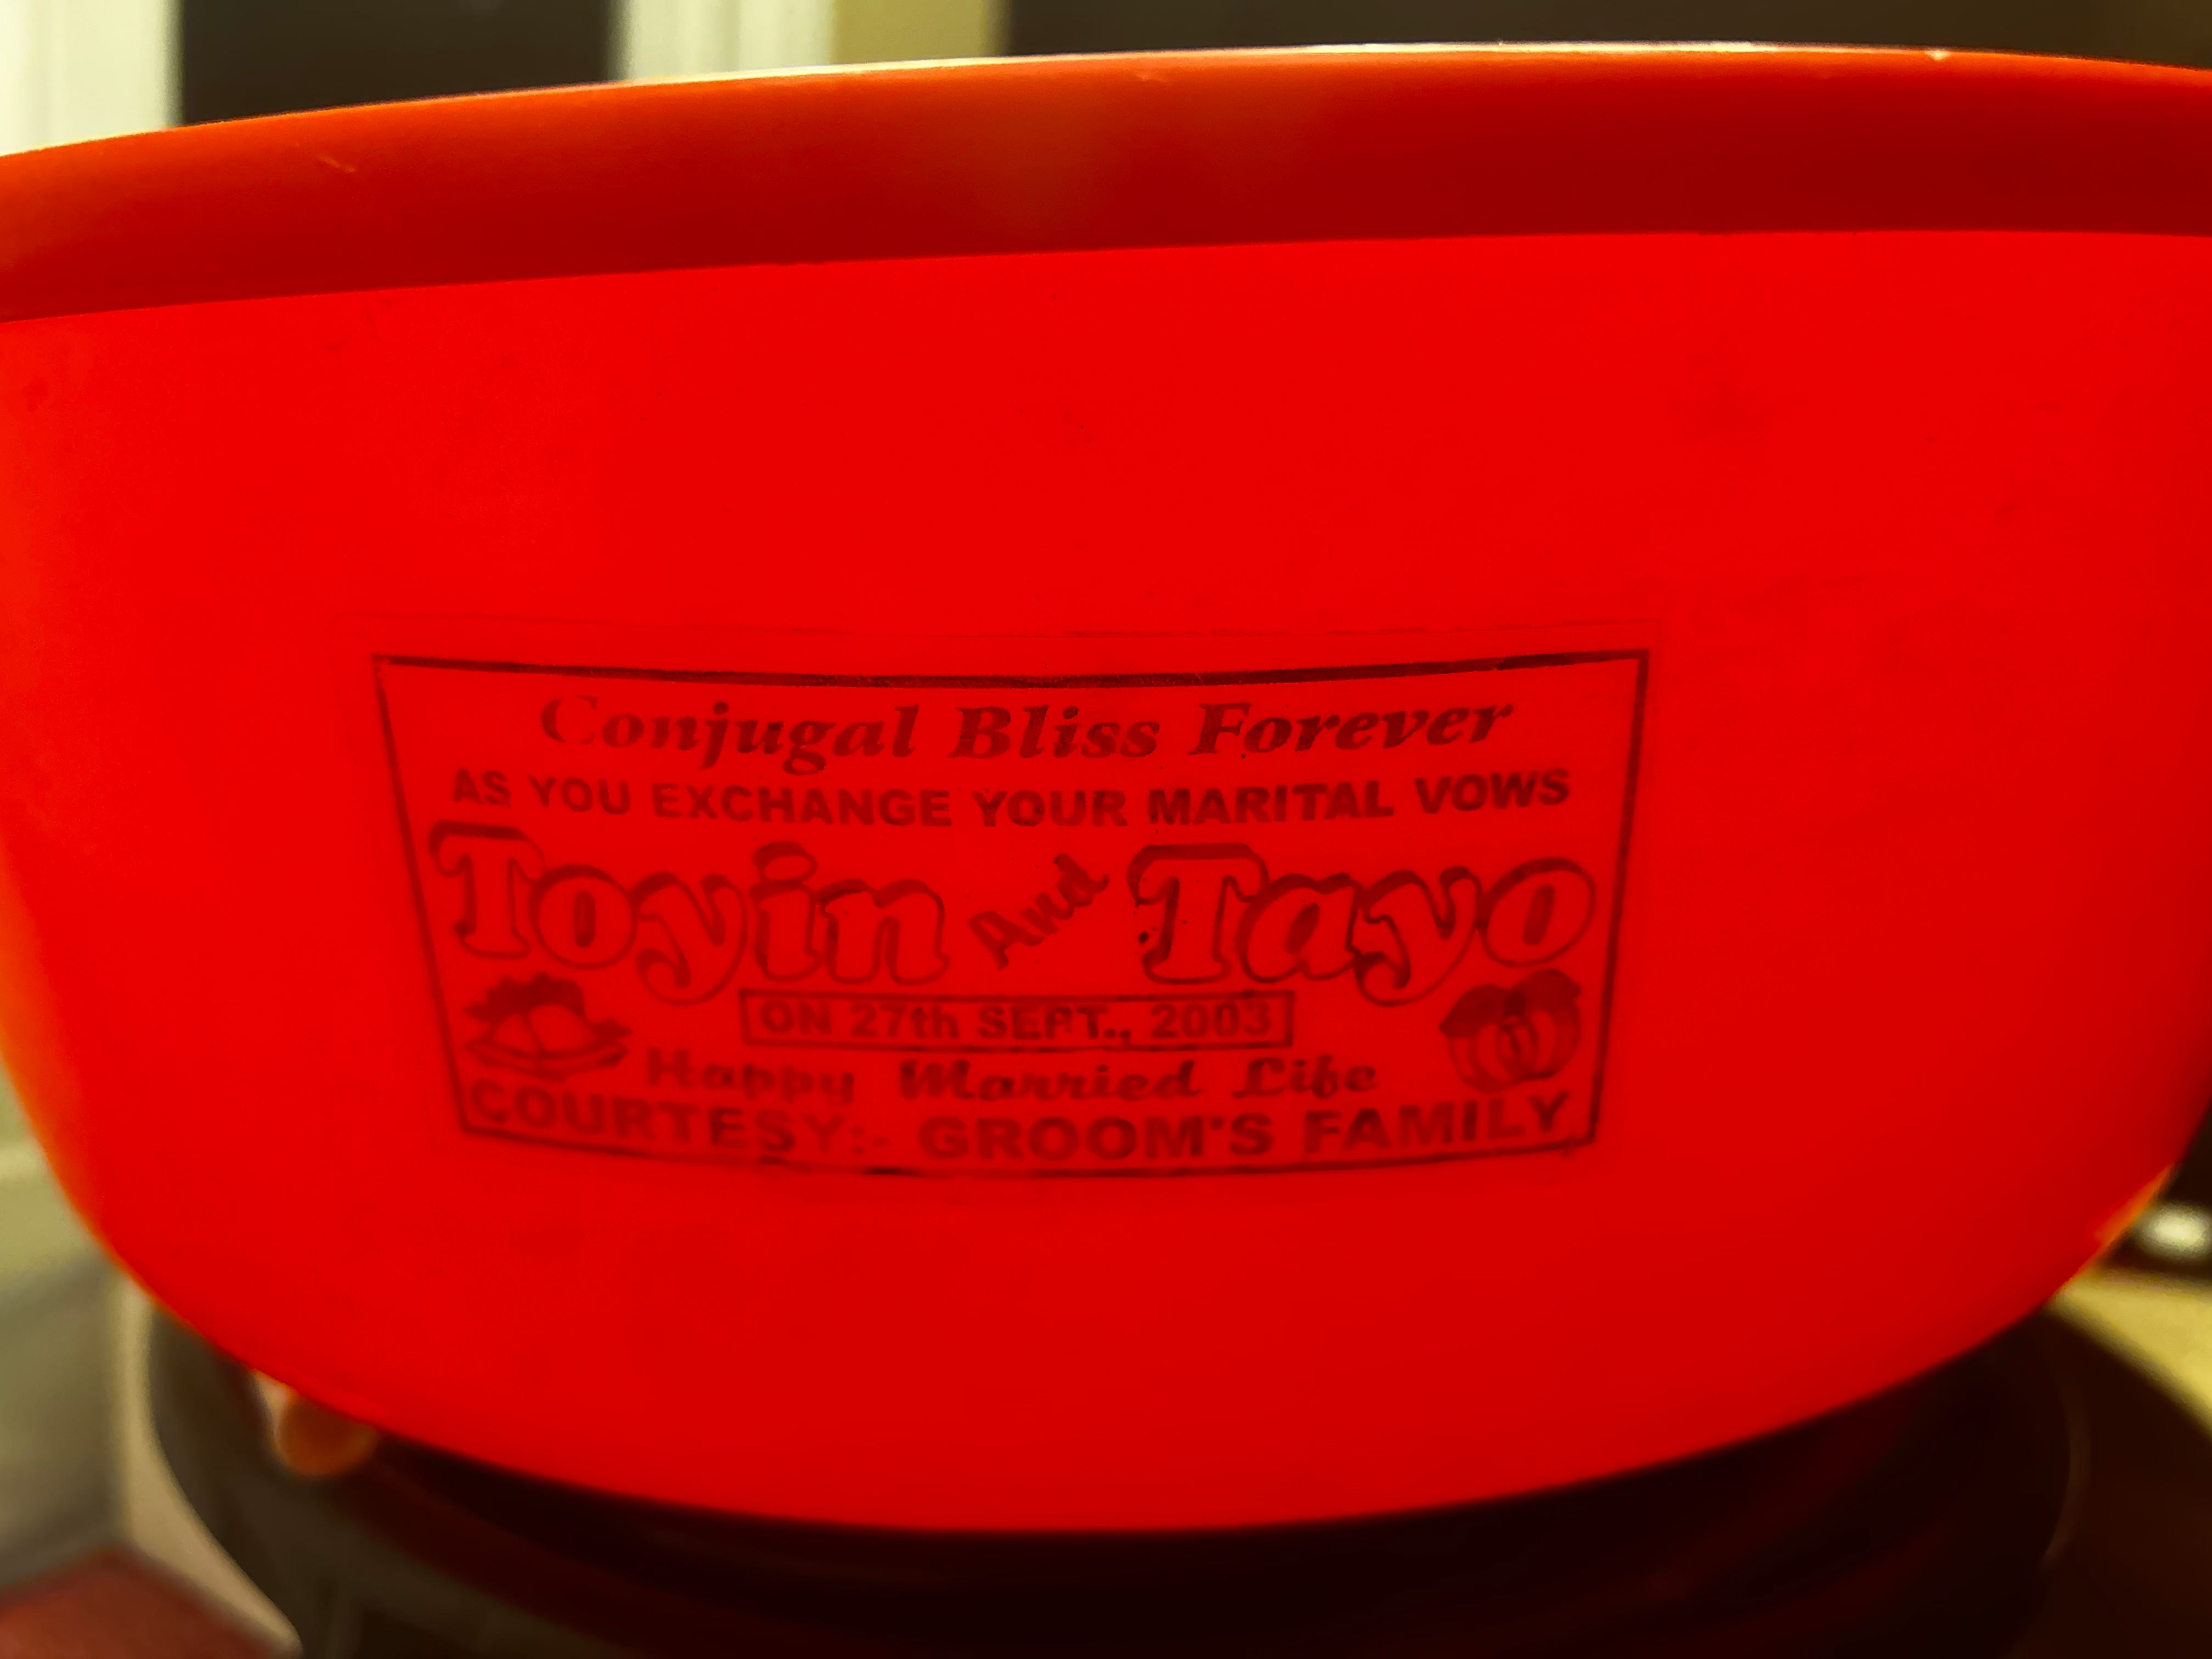 Conjugal Bliss Forever
AS YOU EXCHANGE YOUR MARITAL VOWS
Toyin And Tayo
ON 27th SEPT., 2003
Happy Married Life
COURTESY:- GROOM'S FAMILY